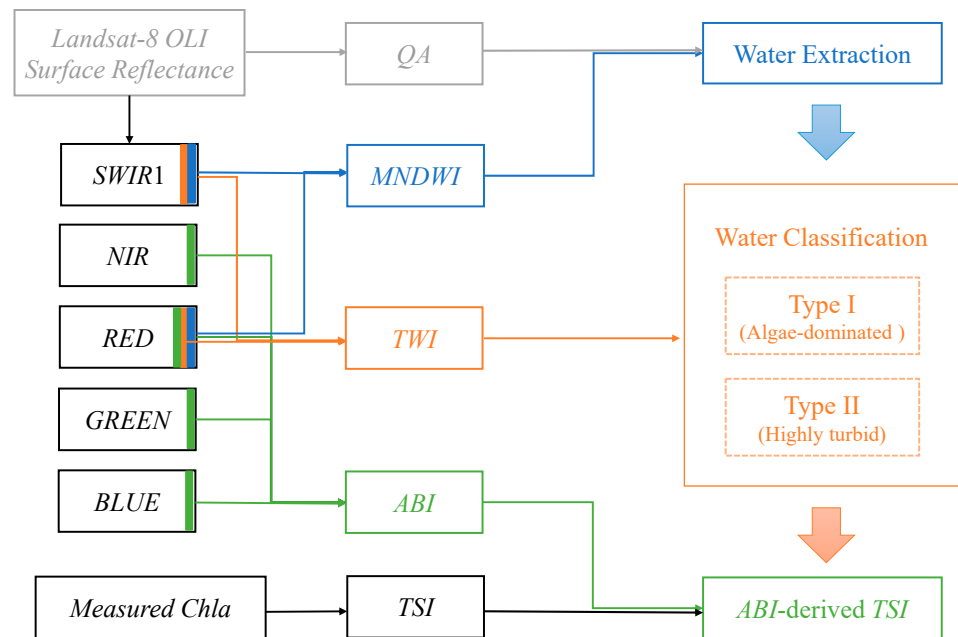 Landsat-8 OLI
Surface Reflectance
QA
Water Extraction
SWIR1
MNDWI
NIR
Water Classification
Type I
(Algae-dominated )
RED
TWI
GREEN
Type II
(Highly turbid)
BLUE
ABI
Measured Chla
TSI
ABI-derived TSI